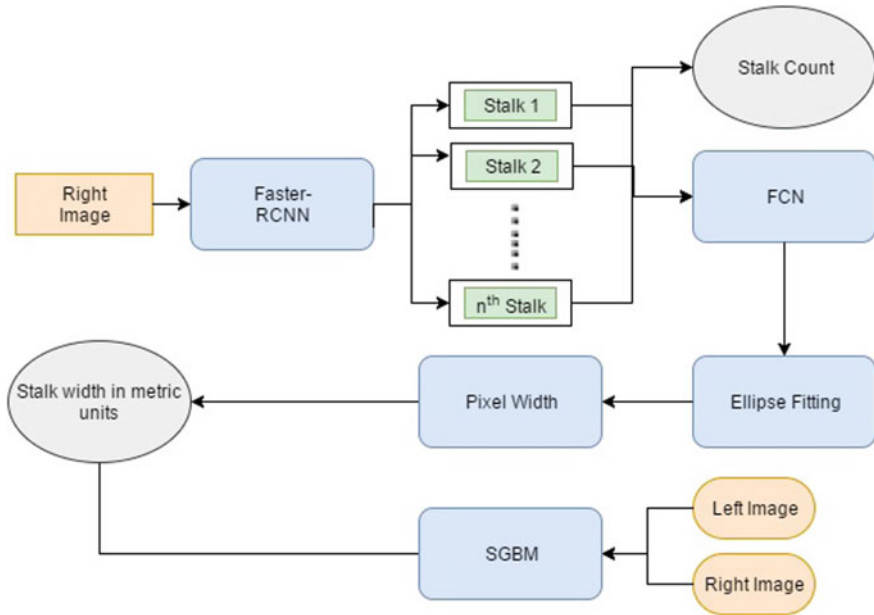 Stalk Count
Stalk 1
Stalk 2
Right
Image
Faster-
RCNN
FCN
nth Stalk
Stalk width in metric
units
Pixel Width
Ellipse Fitting
Left Image
SGBM
Right Image